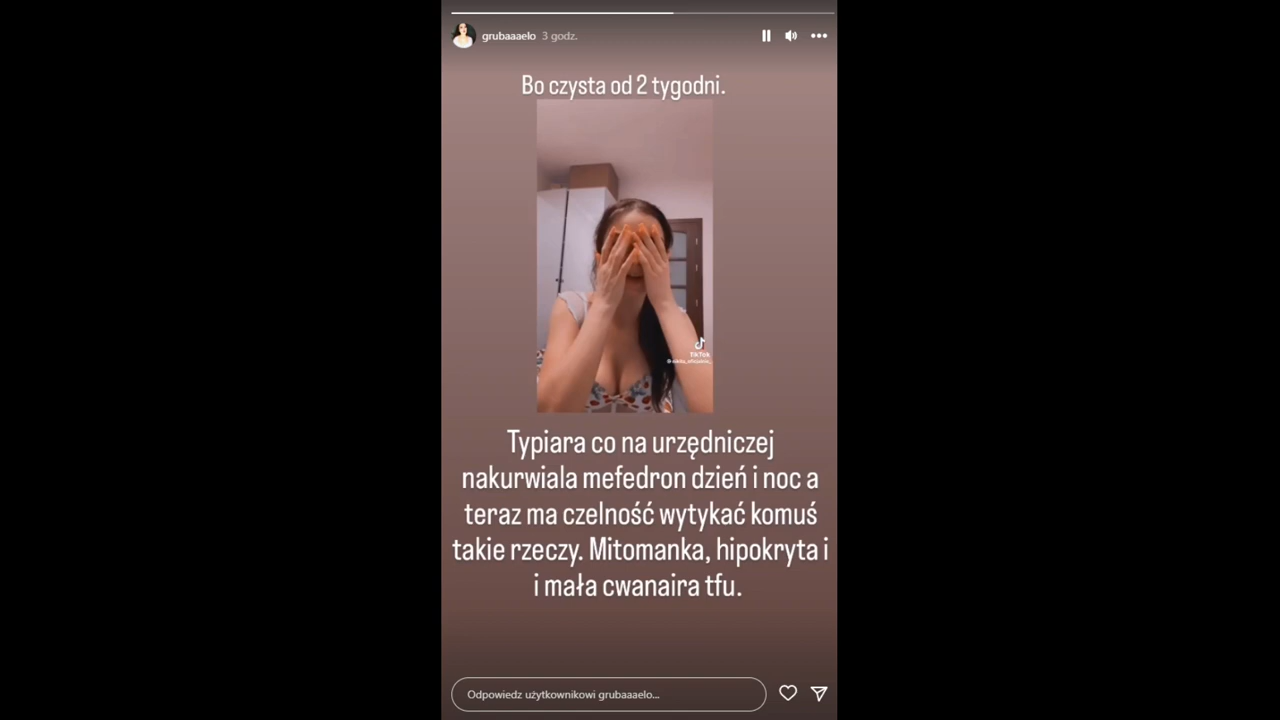 grubaaaelo 3 godz.
Bo czysta od 2 tygodni.
TikTok
Typiara co na urzędniczej
nakurwiala mefedron dzień i noc a
teraz ma czelność wytykać komuś
takie rzeczy. Mitomanka, hipokryta i
i mała cwanaira tfu.
Odpowiedz użytkownikowi grubaaaelo...